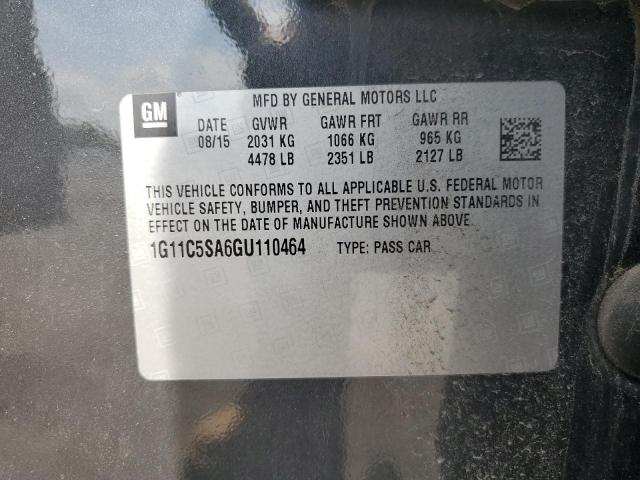 GM
MFD BY GENERAL MOTORS LLC
DATE GVWR GAWR FRT GAWR RR
08/15 2031 KG 1066 KG 965 KG
4478 LB 2351 LB 2127 LB
THIS VEHICLE CONFORMS TO ALL APPLICABLE U.S. FEDERAL MOTOR
VEHICLE SAFETY, BUMPER, AND THEFT PREVENTION STANDARDS IN
EFFECT ON THE DATE OF MANUFACTURE SHOWN ABOVE.
1G11C5SA6GU110464 TYPE: PASS CAR